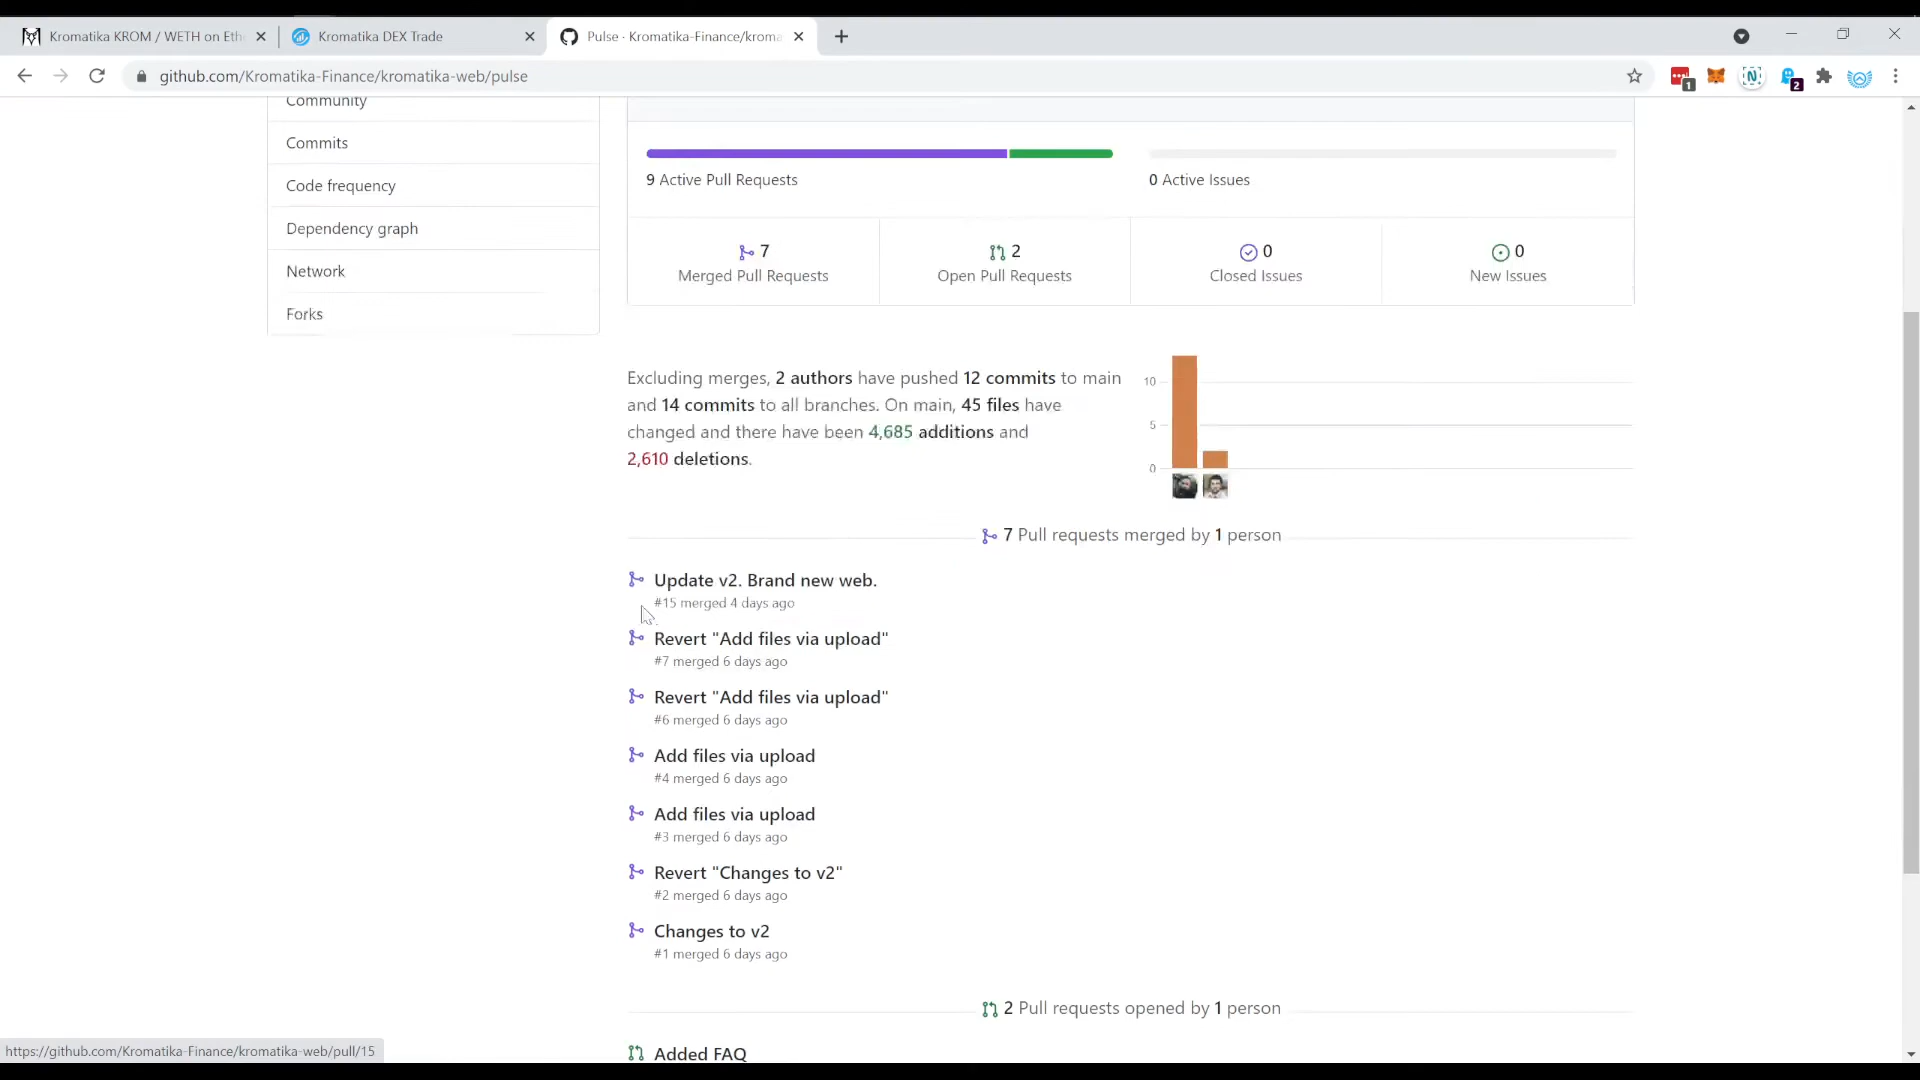 Kromatika KROM / WETH on Eth
Kromatika DEX Trade
Pulse · Kromatika-Finance/kroma
github.com/Kromatika-Finance/kromatika-web/pulse
1
2
Community
Commits
Code frequency
Dependency graph
Network
Forks
9 Active Pull Requests
0 Active Issues
7
Merged Pull Requests
2
Open Pull Requests
0
Closed Issues
0
New Issues
Excluding merges, 2 authors have pushed 12 commits to main
and 14 commits to all branches. On main, 45 files have
changed and there have been 4,685 additions and
2,610 deletions.
10
5
0
7 Pull requests merged by 1 person
Update v2. Brand new web.
#15 merged 4 days ago
Revert "Add files via upload"
#7 merged 6 days ago
Revert "Add files via upload"
#6 merged 6 days ago
Add files via upload
#4 merged 6 days ago
Add files via upload
#3 merged 6 days ago
Revert "Changes to v2"
#2 merged 6 days ago
Changes to v2
#1 merged 6 days ago
2 Pull requests opened by 1 person
Added FAQ
https://github.com/Kromatika-Finance/kromatika-web/pull/15